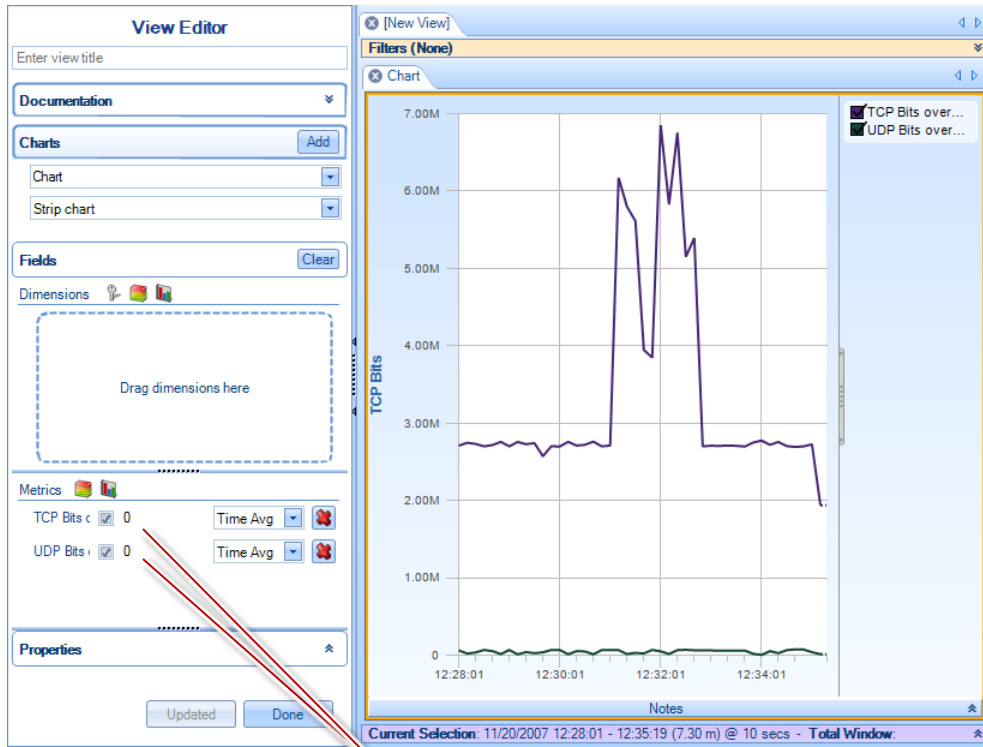 View Editor
Enter view title
Documentation
Charts
Add
Chart
Strip chart
Fields
Clear
Dimensions
Drag dimensions here
Metrics
TCP Bits 0 Time Avg
UDP Bits 0 Time Avg
Properties
Updated
Done
[New View]
Filters (None)
Chart
7.00M
6.00M
5.00M
4.00M
3.00M
2.00M
1.00M
0
TCP Bits
12:28:01
12:30:01
12:32:01
12:34:01
TCP Bits over...
UDP Bits over...
Notes
Current Selection: 11/20/2007 12:28:01 - 12:35:19 (7.30 m) @ 10 secs - Total Window: